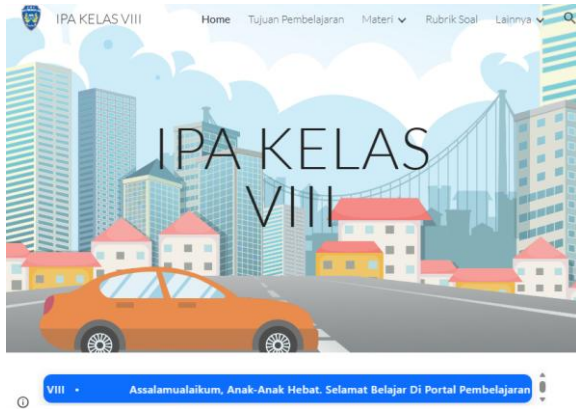 IPA KELAS VIII
Home Tujuan Pembelajaran Materi Rubrik Soal Lainnya
IPA KELAS
VIII
VIII • Assalamualaikum, Anak-Anak Hebat. Selamat Belajar Di Portal Pembelajaran